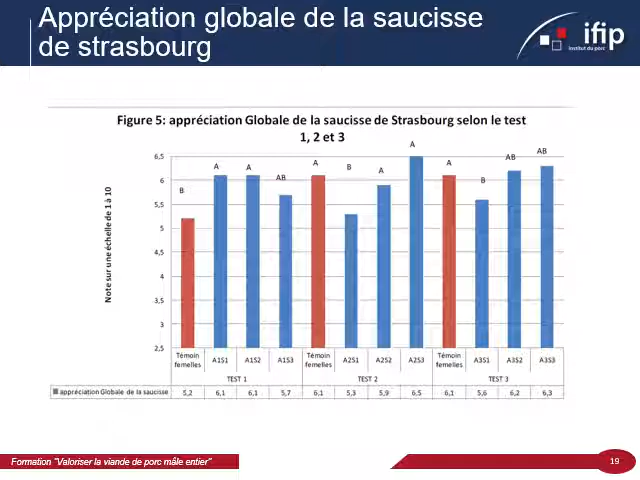 Appréciation globale de la saucisse
de strasbourg
ifip
Institut du porc
Figure 5: appréciation Globale de la saucisse de Strasbourg selon le test
1, 2 et 3
Note sur une échelle de 1 à 10
6,5
6
5,5
5
4,5
4
3,5
3
2,5
B
A
A
AB
A
B
A
A
A
B
AB
AB
Témoin femelles A1S1 A1S2 A1S3 Témoin femelles A2S1 A2S2 A2S3 Témoin femelles A3S1 A3S2 A3S3
TEST 1 TEST 2 TEST 3
appréciation Globale de la saucisse 5,2 6,1 6,1 5,7 6,1 5,3 5,9 6,5 6,1 5,6 6,2 6,3
Formation "Valoriser la viande de porc mâle entier"
19